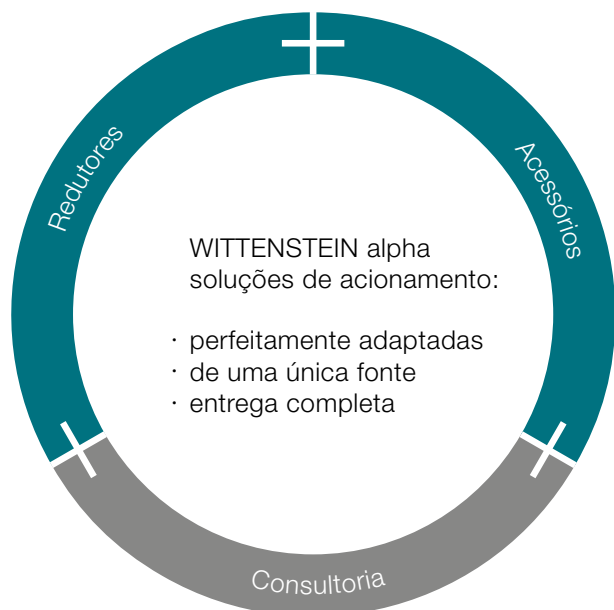 Redutores
Acessórios
WITTENSTEIN alpha
soluções de acionamento:
· perfeitamente adaptadas
· de uma única fonte
· entrega completa
Consultoria